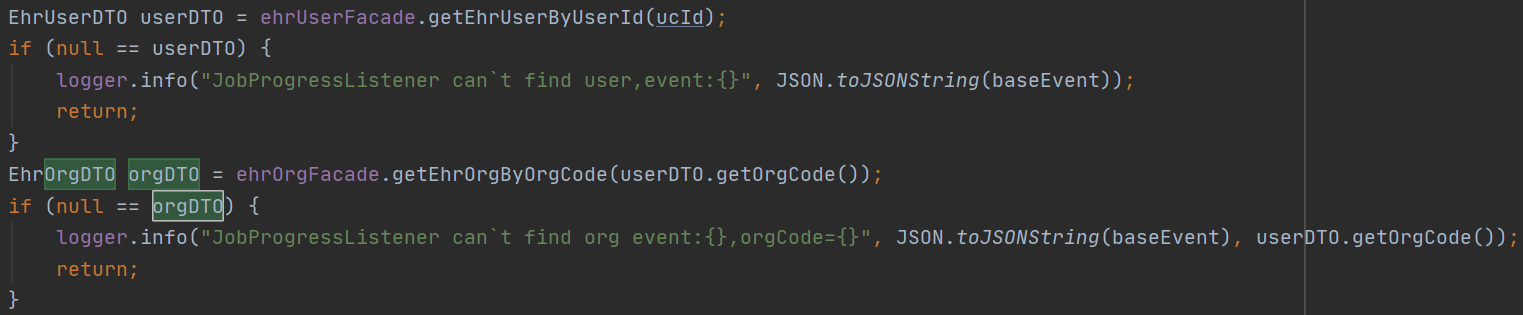 EhrUserDTO userDTO = ehrUserFacade.getEhrUserByUserId(ucId);
if (null == userDTO) {
logger.info("JobProgressListener can`t find user,event:{}", JSON.toJSONString(baseEvent));
return;
}
EhrOrgDTO orgDTO = ehrOrgFacade.getEhrOrgByOrgCode(userDTO.getOrgCode());
if (null == orgDTO) {
logger.info("JobProgressListener can`t find org event:{},orgCode={}", JSON.toJSONString(baseEvent), userDTO.getOrgCode());
return;
}